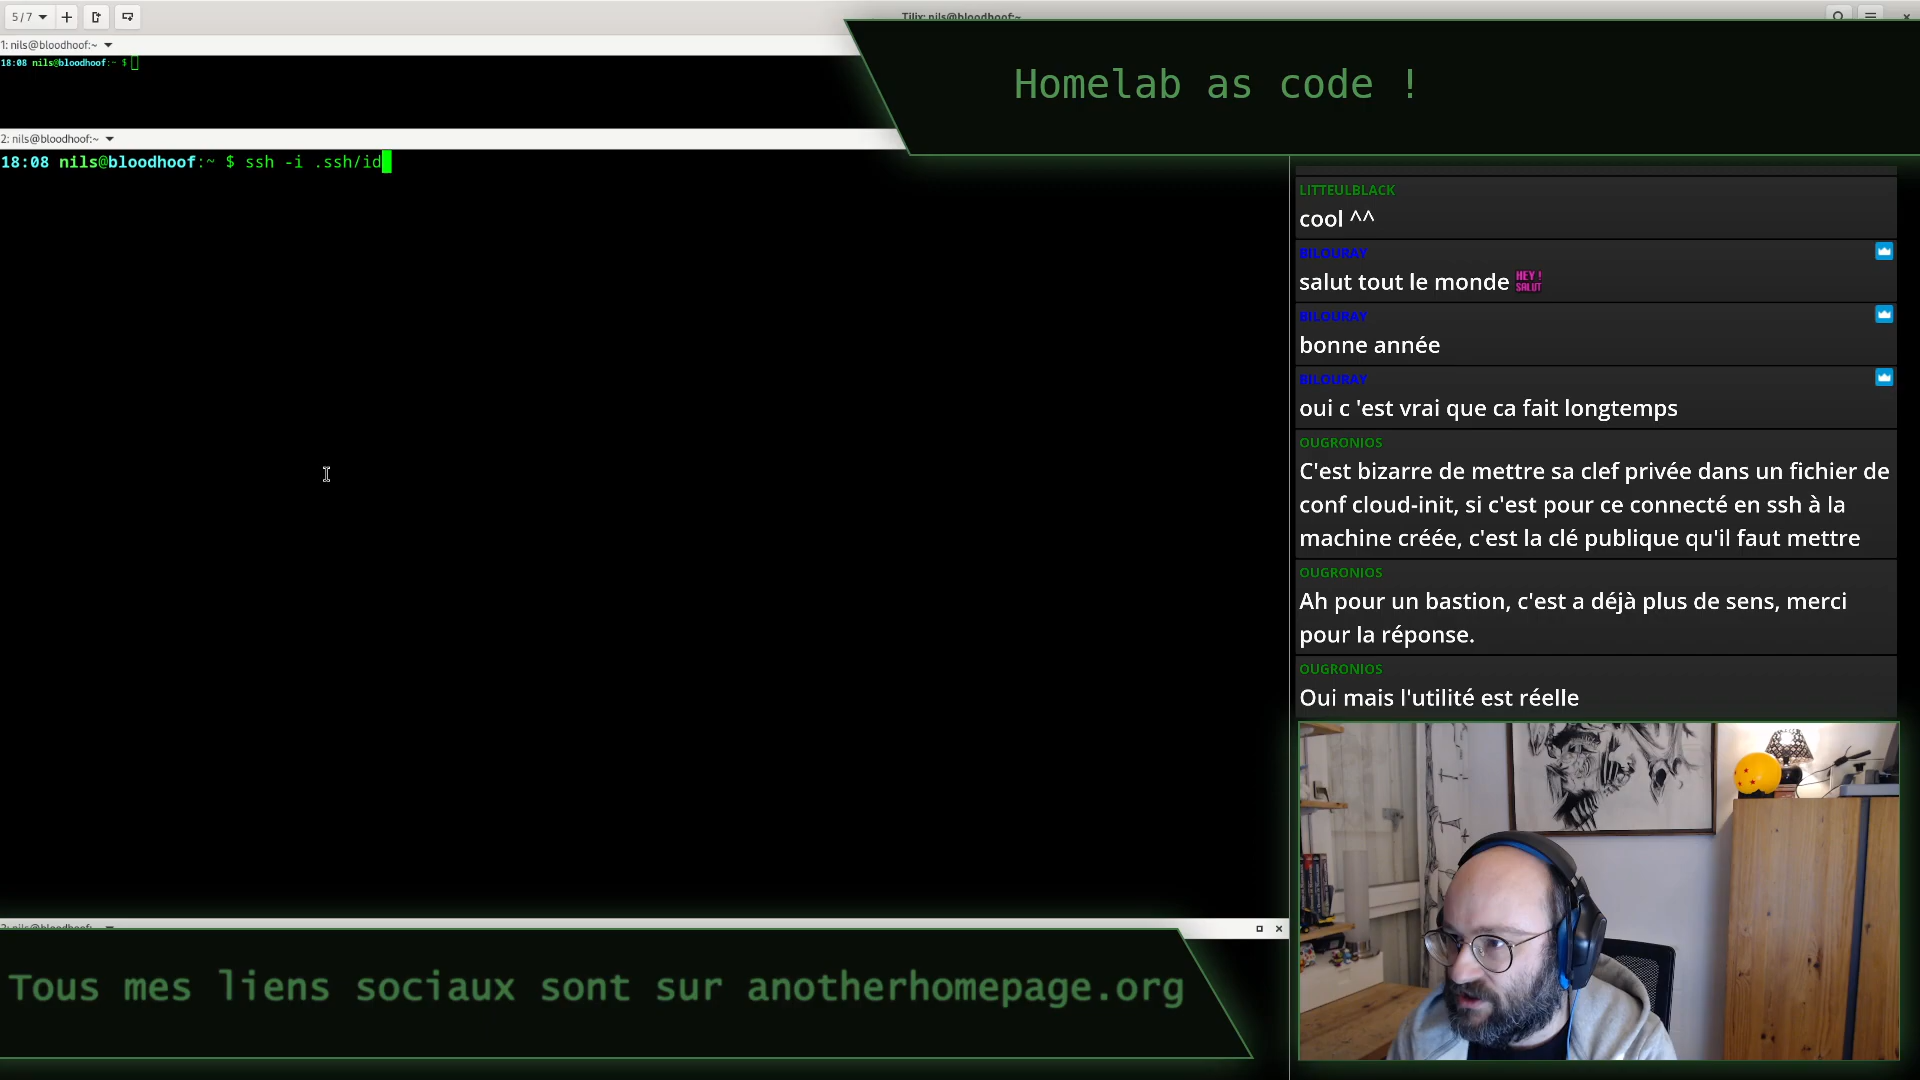 5/7
Tilix: nils@bloodhoof:~
1: nils@bloodhoof:~
18:08 nils@bloodhoof:~ $
Homelab as code !
2: nils@bloodhoof:~
18:08 nils@bloodhoof:~ $ ssh -i .ssh/id
LITTEULBLACK
cool ^^
BILOURAY
salut tout le monde HEY ! SALUT
BILOURAY
bonne année
BILOURAY
oui c 'est vrai que ca fait longtemps
OUGRONIOS
C'est bizarre de mettre sa clef privée dans un fichier de
conf cloud-init, si c'est pour ce connecté en ssh à la
machine créée, c'est la clé publique qu'il faut mettre
OUGRONIOS
Ah pour un bastion, c'est a déjà plus de sens, merci
pour la réponse.
OUGRONIOS
Oui mais l'utilité est réelle
Tous mes liens sociaux sont sur anotherhomepage.org